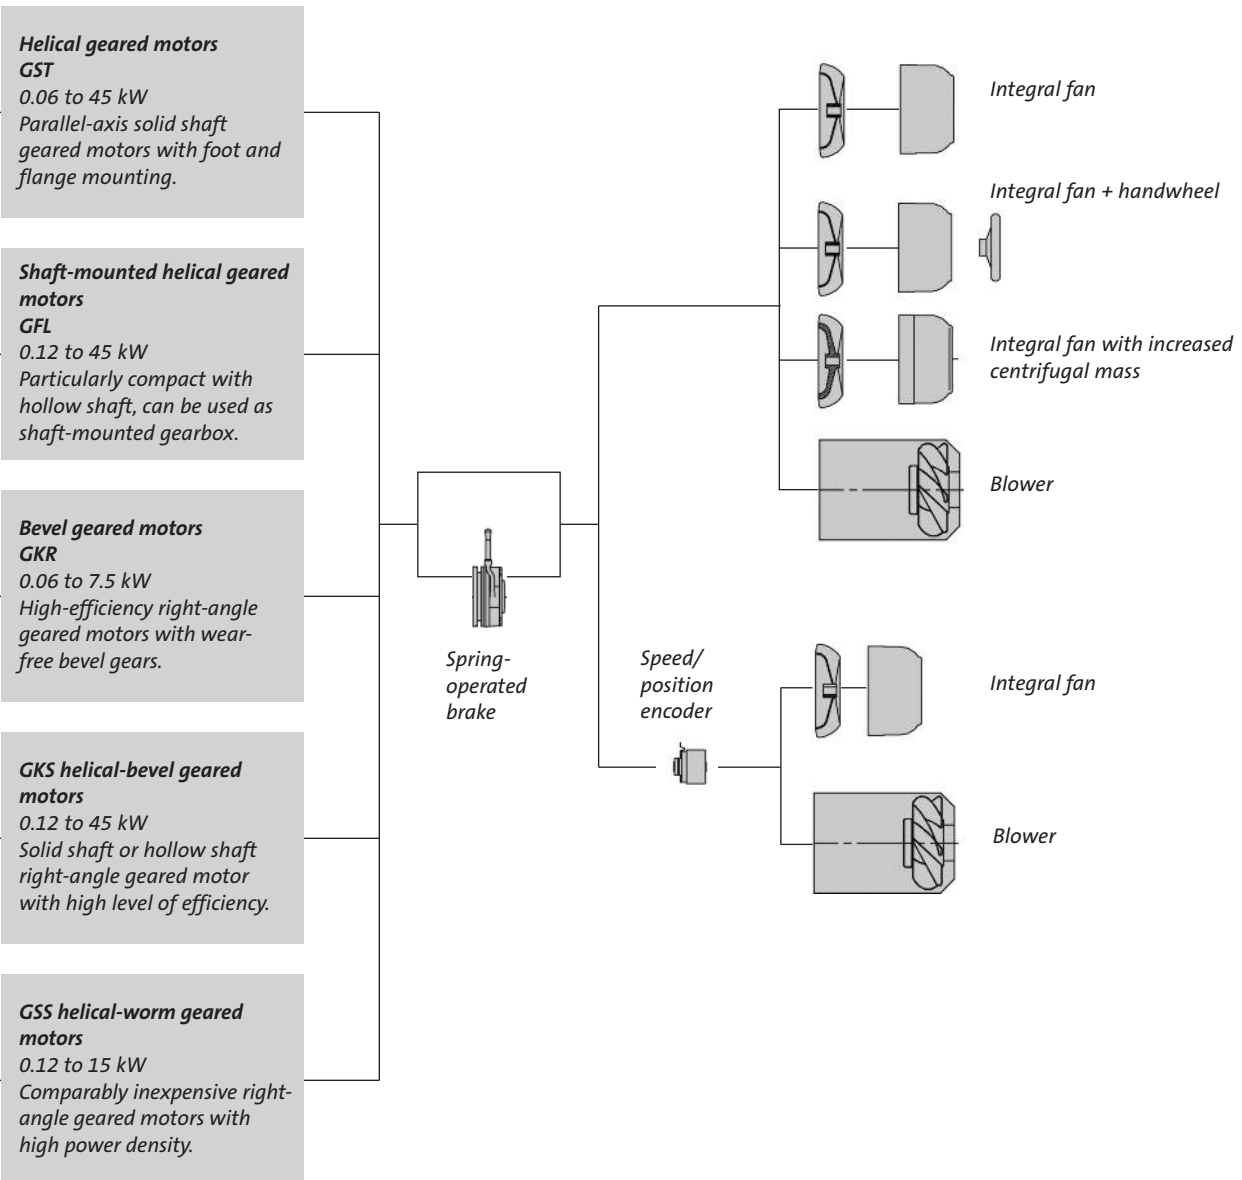 Helical geared motors
GST
0.06 to 45 kW
Parallel-axis solid shaft
geared motors with foot and
flange mounting.
Shaft-mounted helical geared
motors
GFL
0.12 to 45 kW
Particularly compact with
hollow shaft, can be used as
shaft-mounted gearbox.
Bevel geared motors
GKR
0.06 to 7.5 kW
High-efficiency right-angle
geared motors with wear-
free bevel gears.
GKS helical-bevel geared
motors
0.12 to 45 kW
Solid shaft or hollow shaft
right-angle geared motor
with high level of efficiency.
GSS helical-worm geared
motors
0.12 to 15 kW
Comparably inexpensive right-
angle geared motors with
high power density.
Spring-
operated
brake
Speed/
position
encoder
Integral fan
Integral fan + handwheel
Integral fan with increased
centrifugal mass
Blower
Integral fan
Blower